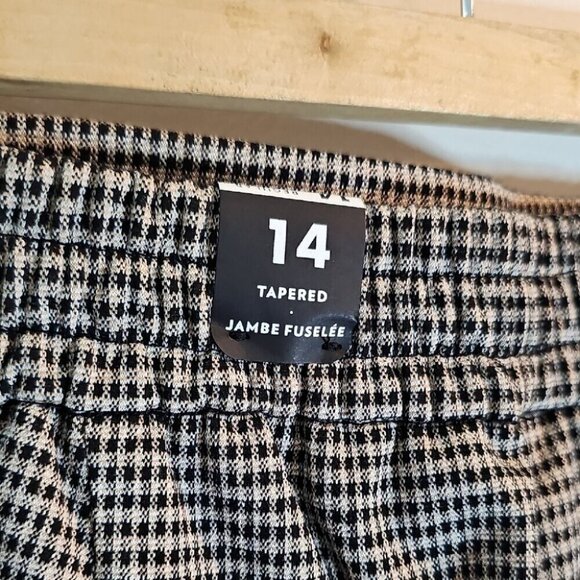 14
TAPERED
·
JAMBE FUSELÉE